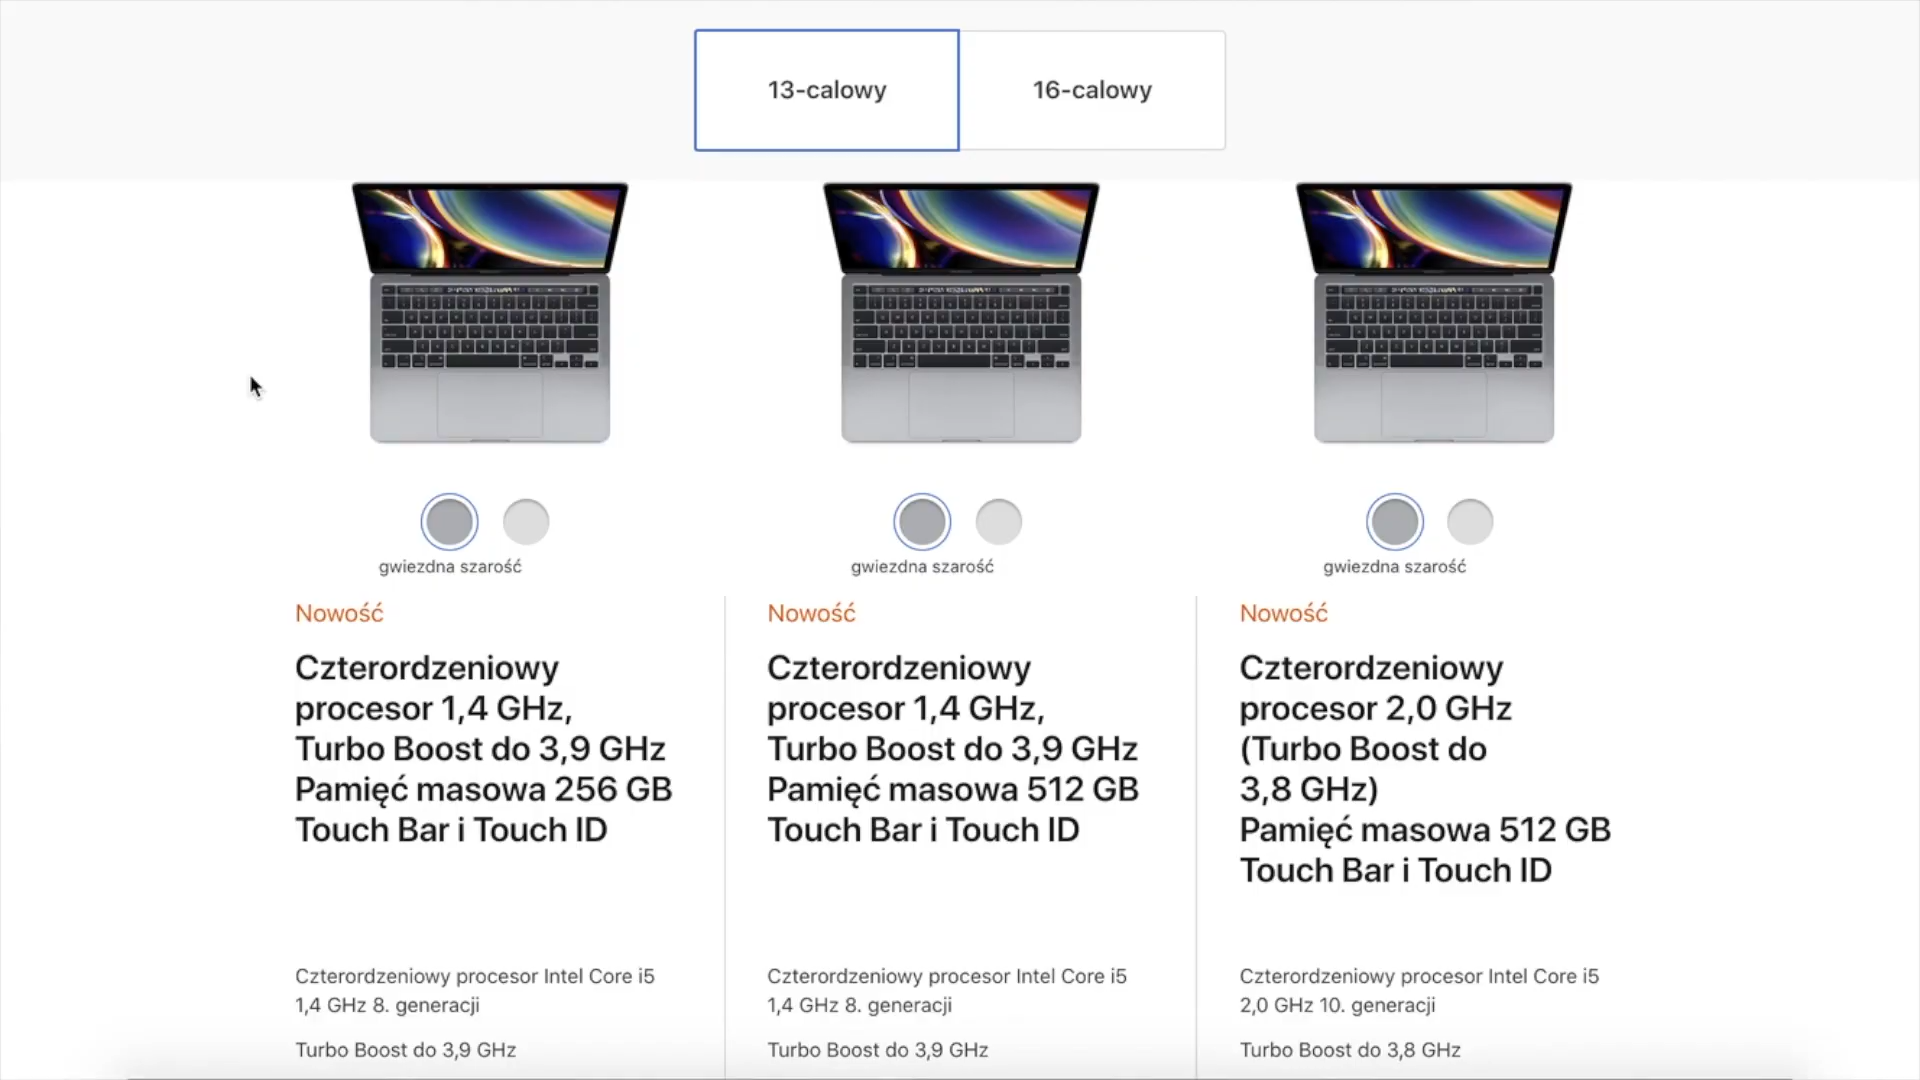 13-calowy
16-calowy
gwiezdna szarość
gwiezdna szarość
gwiezdna szarość
Nowość
Czterordzeniowy
procesor 1,4 GHz,
Turbo Boost do 3,9 GHz
Pamięć masowa 256 GB
Touch Bar i Touch ID
Czterordzeniowy procesor Intel Core i5
1,4 GHz 8. generacji
Turbo Boost do 3,9 GHz
Nowość
Czterordzeniowy
procesor 1,4 GHz,
Turbo Boost do 3,9 GHz
Pamięć masowa 512 GB
Touch Bar i Touch ID
Czterordzeniowy procesor Intel Core i5
1,4 GHz 8. generacji
Turbo Boost do 3,9 GHz
Nowość
Czterordzeniowy
procesor 2,0 GHz
(Turbo Boost do
3,8 GHz)
Pamięć masowa 512 GB
Touch Bar i Touch ID
Czterordzeniowy procesor Intel Core i5
2,0 GHz 10. generacji
Turbo Boost do 3,8 GHz